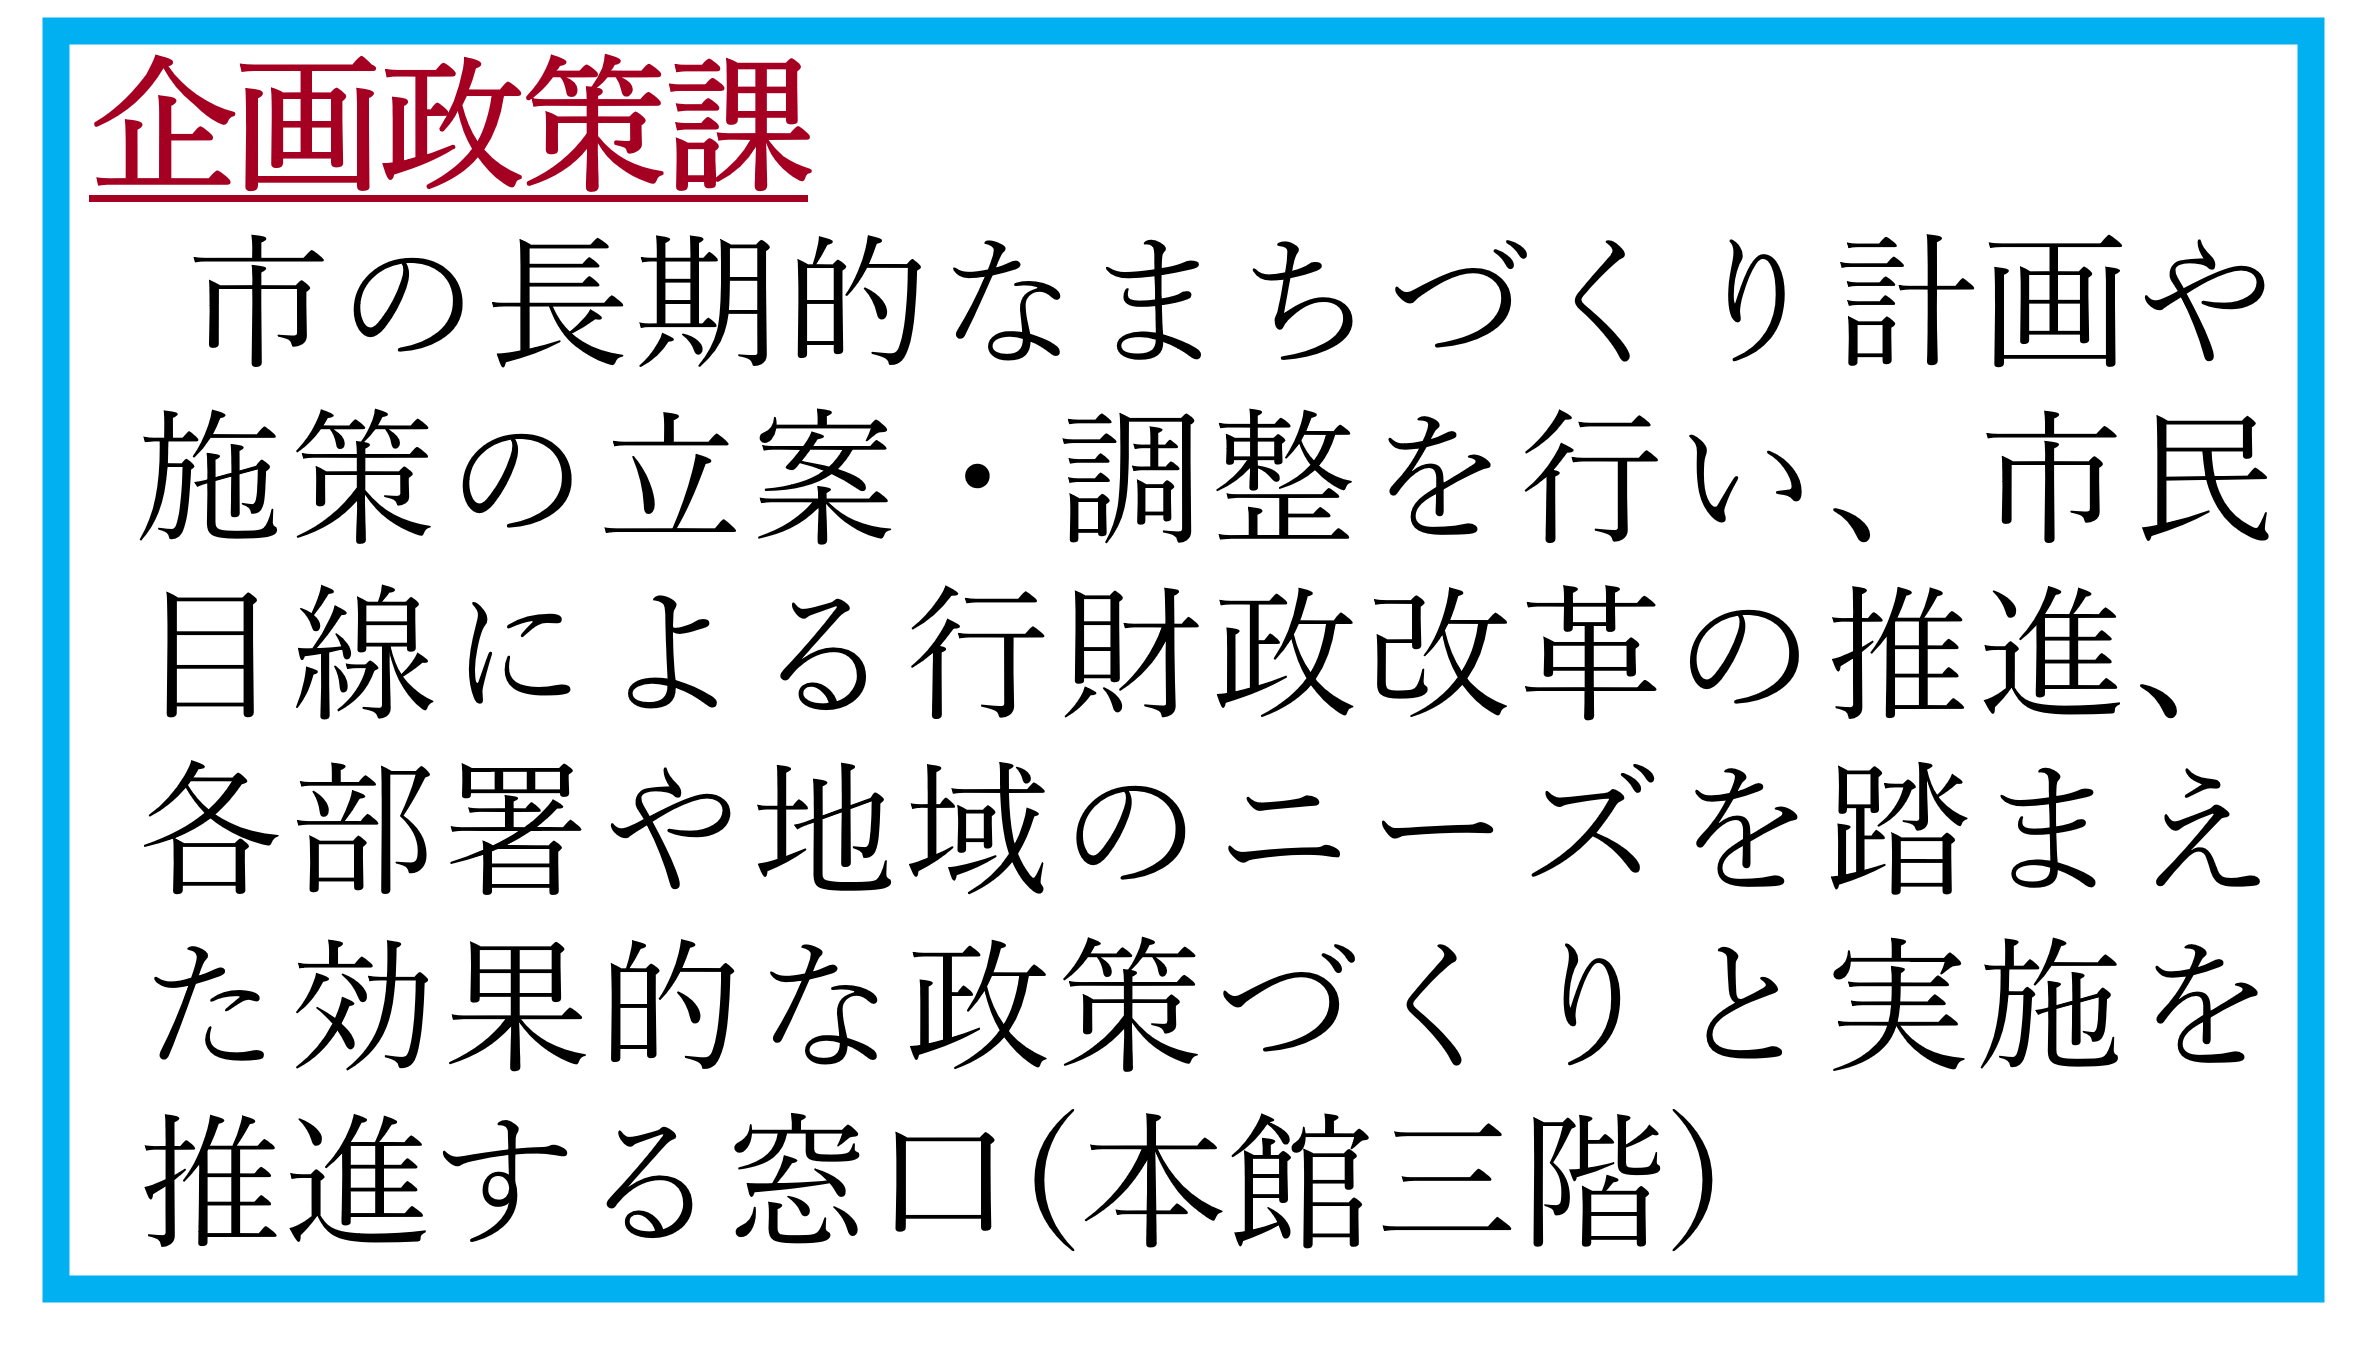 企画政策課
市の長期的なまちづくり計画や
施策の立案・調整を行い、市民
目線による行財政改革の推進、
各部署や地域のニーズを踏まえ
た効果的な政策づくりと実施を
推進する窓口(本館三階)